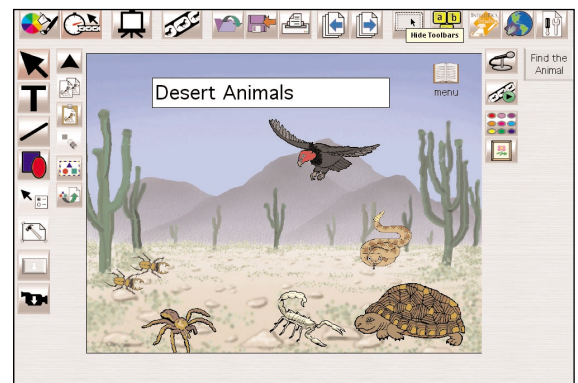 a b
Hide Toolbars
Find the
Animal
T
menu
Desert Animals